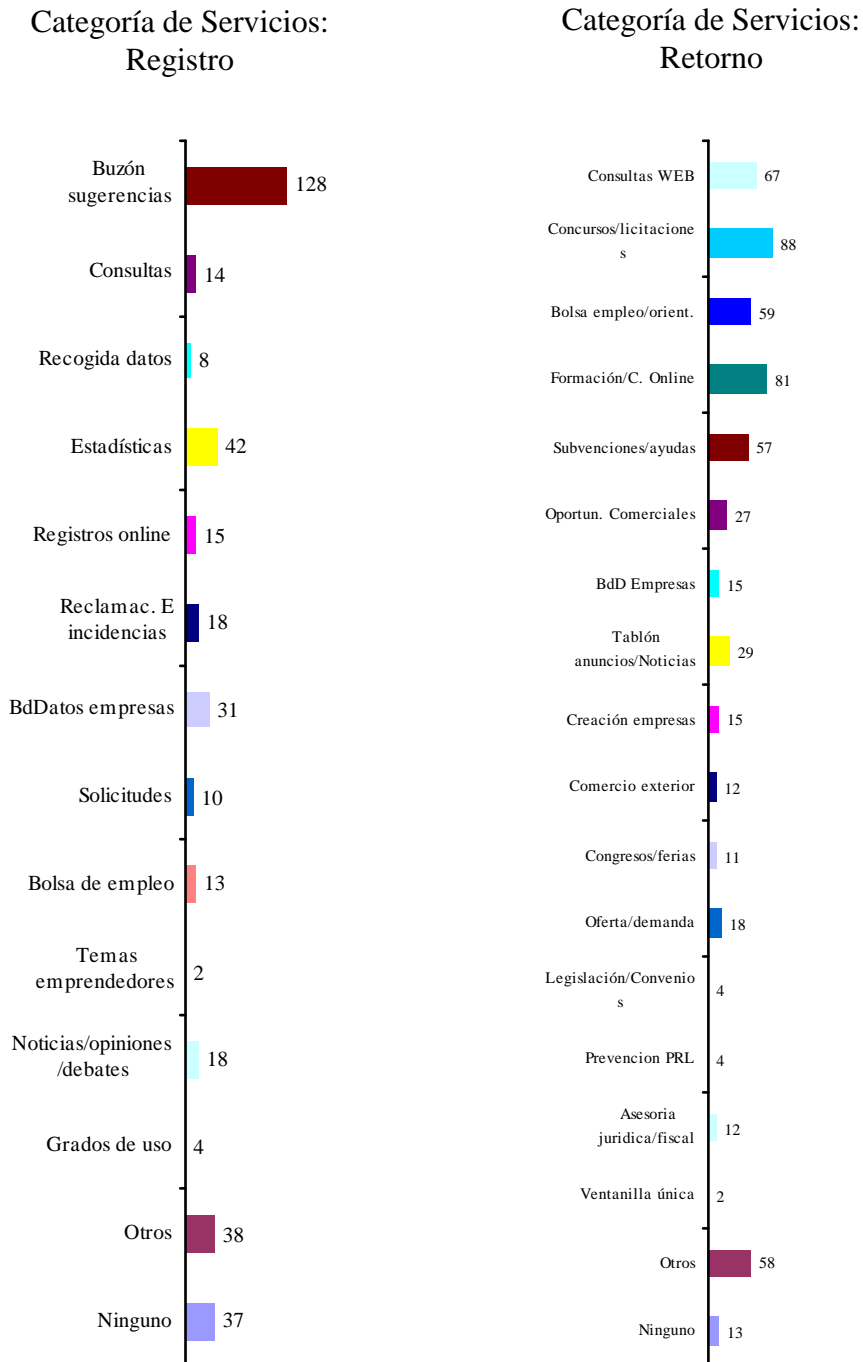 Categoría de Servicios:
Registro
Buzón
sugerencias
128
Consultas
14
Recogida datos
8
Estadísticas
42
Registros online
15
Reclamac. E
incidencias
18
BdDatos empresas
31
Solicitudes
10
Bolsa de empleo
13
Temas
emprendedores
2
Noticias/opiniones
/debates
18
Grados de uso
4
Otros
38
Ninguno
37
Categoría de Servicios:
Retorno
Consultas WEB
67
Concursos/licitacione
s
88
Bolsa empleo/orient.
59
Formación/C. Online
81
Subvenciones/ayudas
57
Oportun. Comerciales
27
BdD Empresas
15
Tablón
anuncios/Noticias
29
Creación empresas
15
Comercio exterior
12
Congresos/ferias
11
Oferta/demanda
18
Legislación/Convenio
s
4
Prevencion PRL
4
Asesoria
juridica/fiscal
12
Ventanilla única
2
Otros
58
Ninguno
13